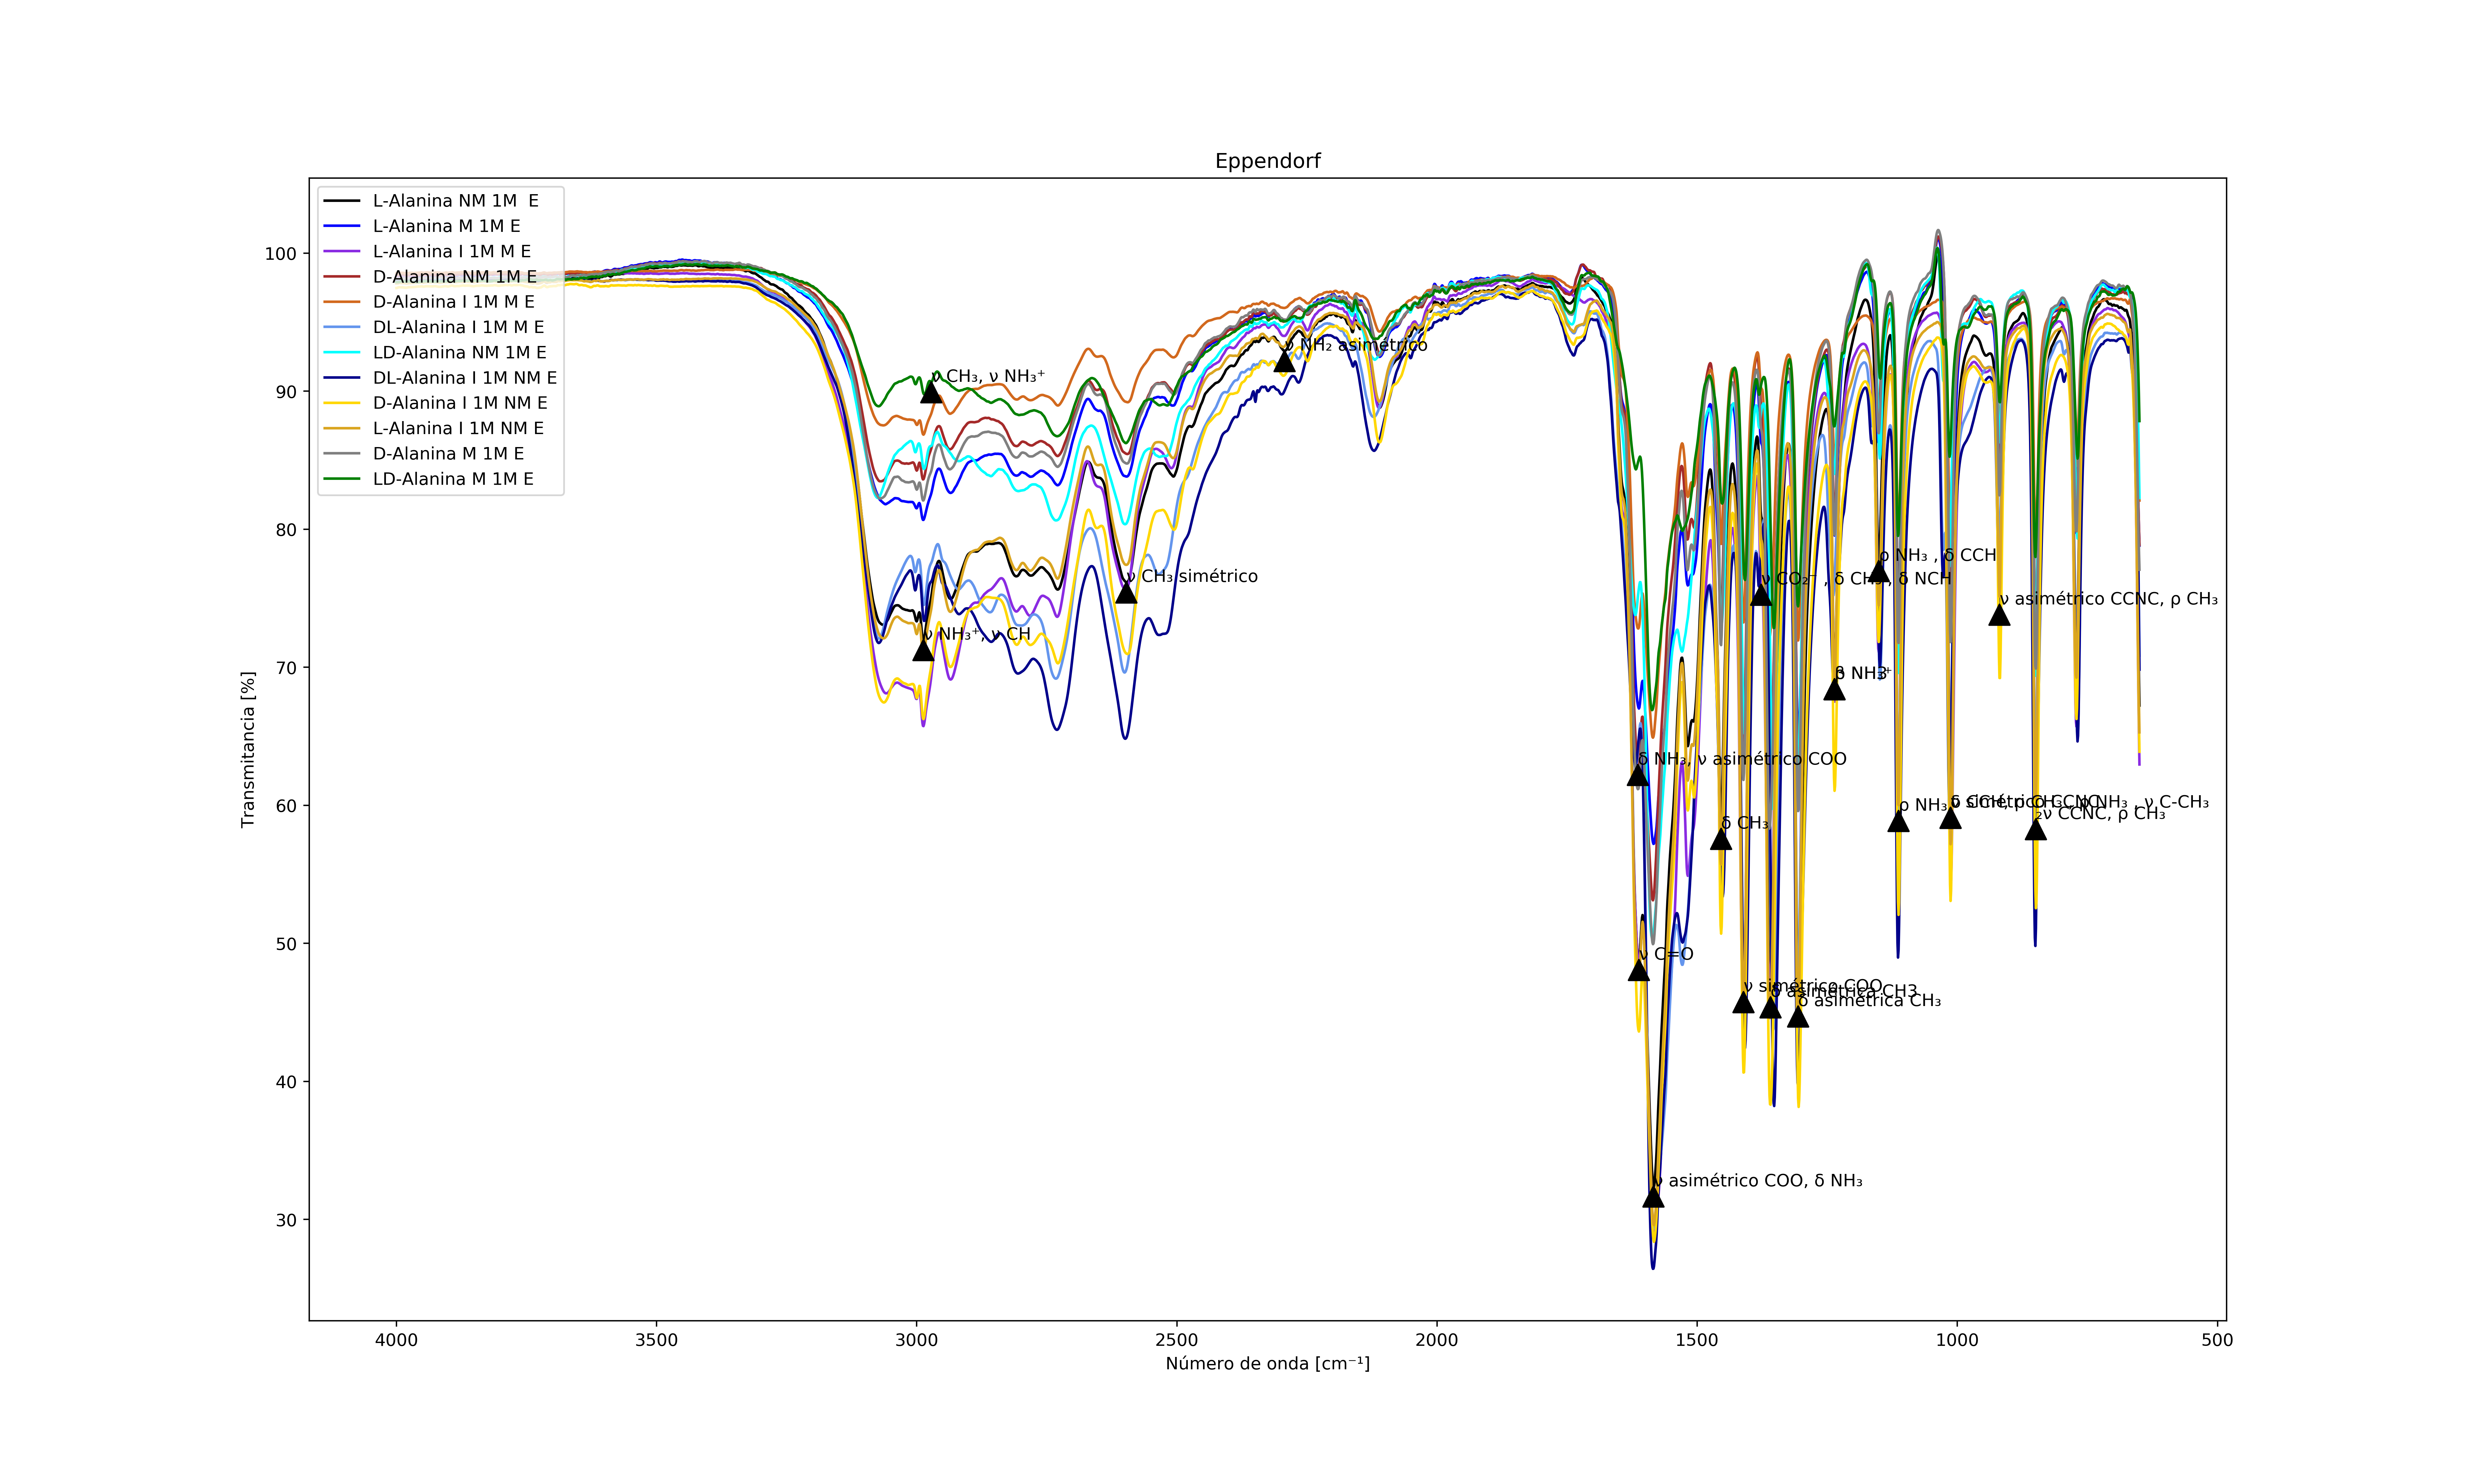 Eppendorf
L-Alanina NM 1M  E
L-Alanina M 1M E
L-Alanina I 1M M E
D-Alanina NM 1M E
D-Alanina I 1M M E
DL-Alanina I 1M M E
LD-Alanina NM 1M E
DL-Alanina I 1M NM E
D-Alanina I 1M NM E
L-Alanina I 1M NM E
D-Alanina M 1M E
LD-Alanina M 1M E
100
90
80
70
60
50
40
30
Transmitancia [%]
ν NH₂ asimétrico
ν CH₃, ν NH₃⁺
ν CH₃ simétrico
ν NH₃⁺, ν CH
ρ NH₃ , δ CCH
ν CO₂⁻ , δ CH₃ , δ NCH
ν asimétrico CCNC, ρ CH₃
δ NH₃, ν asimétrico COO
δ CH₃
ρ NH₃
₂ν CCNC, ρ CH₃
ν C=O
ν simétrico COO
δ asimétrica CH3
δ asimétrica CH₃
ν asimétrico COO, δ NH₃
4000
3500
3000
2500
2000
1500
1000
500
Número de onda [cm⁻¹]